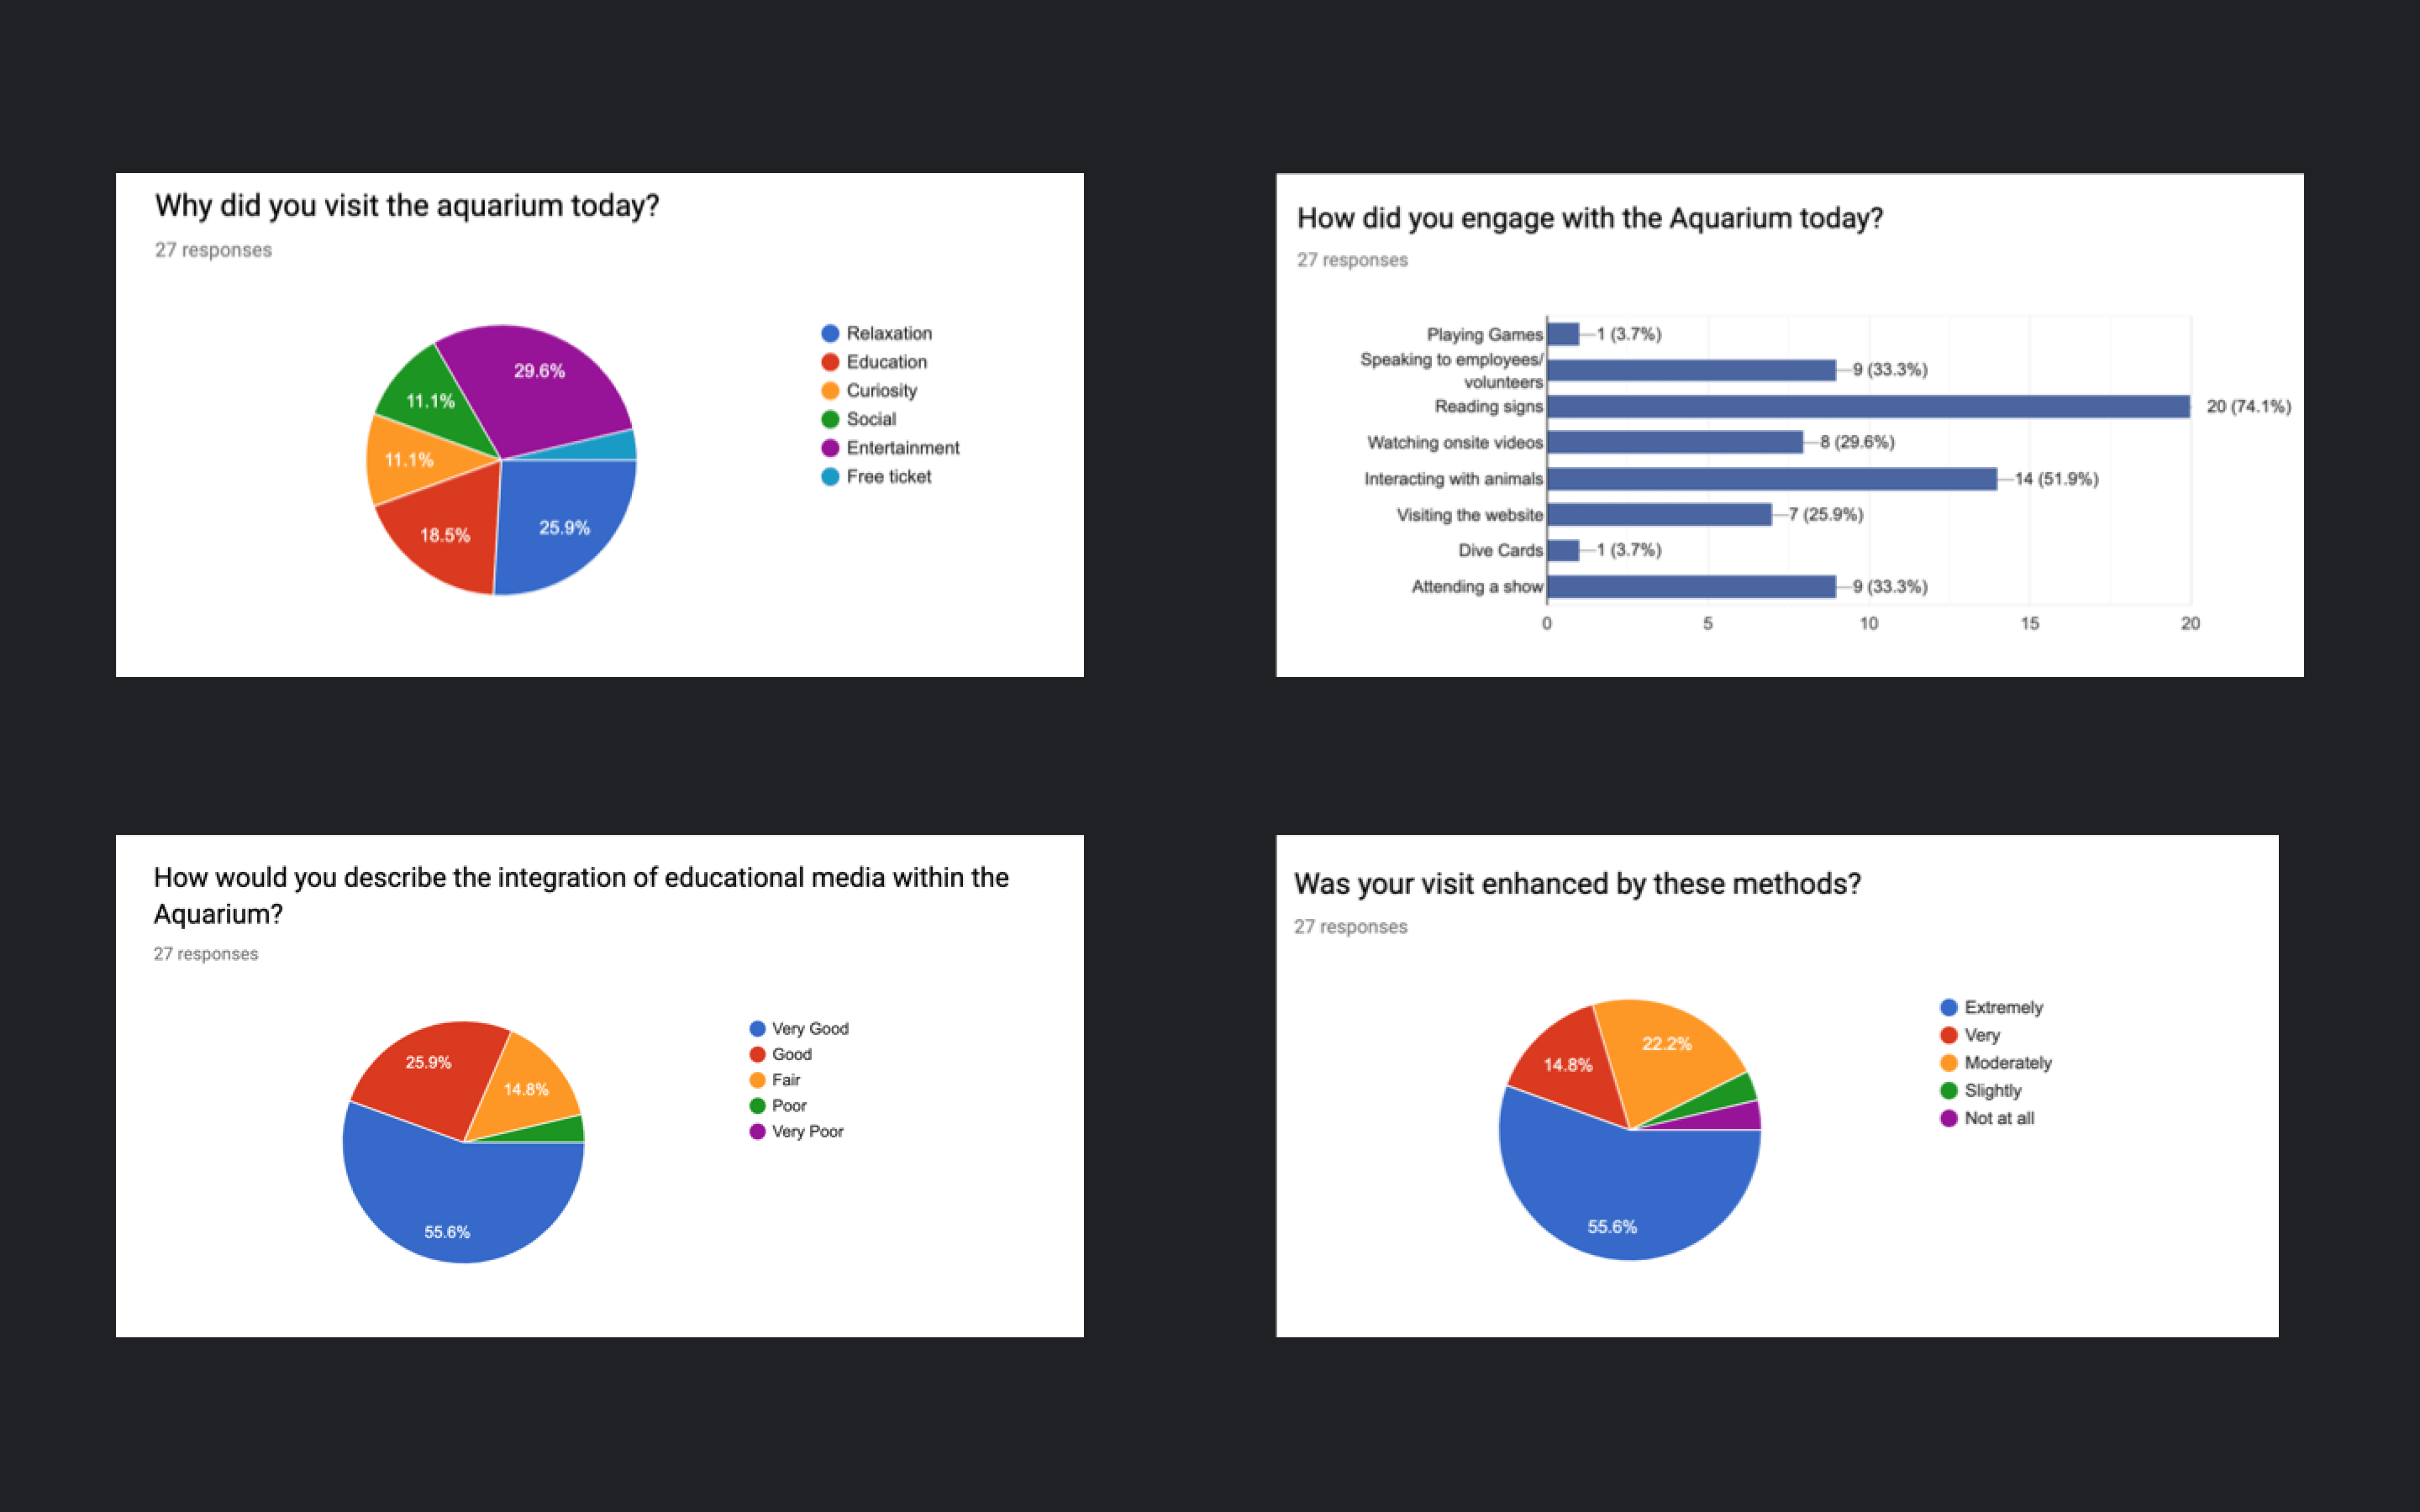 Why did you visit the aquarium today?
27 responses
29.6%
11.1%
11.1%
18.5%
25.9%
Relaxation
Education
Curiosity
Social
Entertainment
Free ticket
How did you engage with the Aquarium today?
27 responses
Playing Games 1 (3.7%)
Speaking to employees/
volunteers 9 (33.3%)
Reading signs 20 (74.1%)
Watching onsite videos 8 (29.6%)
Interacting with animals 14 (51.9%)
Visiting the website 7 (25.9%)
Dive Cards 1 (3.7%)
Attending a show 9 (33.3%)
0 5 10 15 20
How would you describe the integration of educational media within the
Aquarium?
27 responses
25.9%
14.8%
55.6%
Very Good
Good
Fair
Poor
Very Poor
Was your visit enhanced by these methods?
27 responses
22.2%
14.8%
55.6%
Extremely
Very
Moderately
Slightly
Not at all